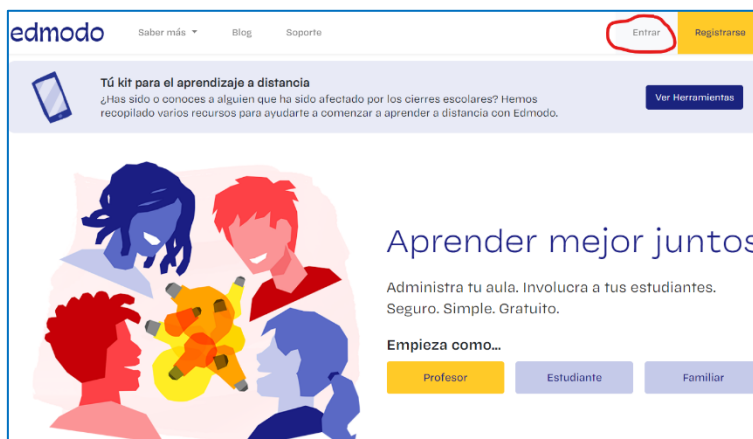 edmodo Saber más Blog Soporte Entrar Registrarse
Tú kit para el aprendizaje a distancia
¿Has sido o conoces a alguien que ha sido afectado por los cierres escolares? Hemos
recopilado varios recursos para ayudarte a comenzar a aprender a distancia con Edmodo.
Ver Herramientas
Aprender mejor juntos
Administra tu aula. Involucra a tus estudiantes.
Seguro. Simple. Gratuito.
Empieza como...
Profesor Estudiante Familiar